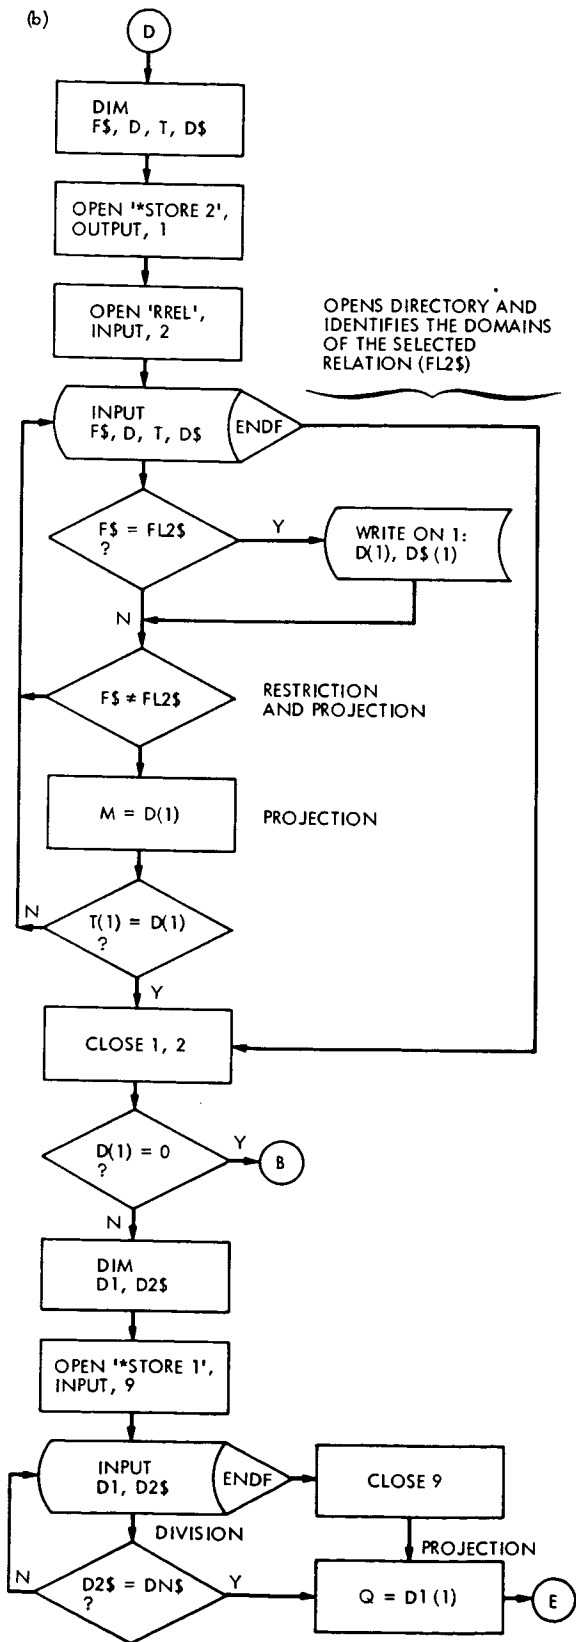 (b)
D
DIM
F$, D, T, D$
OPEN '*STORE 2',
OUTPUT, 1
OPEN 'RREL',
INPUT, 2
OPENS DIRECTORY AND
IDENTIFIES THE DOMAINS
OF THE SELECTED
RELATION (FL2$)
INPUT
F$, D, T, D$
ENDF
F$ = FL2$
?
Y
WRITE ON 1:
D(1), D$(1)
N
F$ ≠ FL2$
RESTRICTION
AND PROJECTION
M = D(1)
PROJECTION
T(1) = D(1)
?
N
Y
CLOSE 1, 2
D(1) = 0
?
Y
B
N
DIM
D1, D2$
OPEN '*STORE 1',
INPUT, 9
INPUT
D1, D2$
ENDF
CLOSE 9
DIVISION
PROJECTION
N
D2$ = DN$
?
Y
Q = D1(1)
E